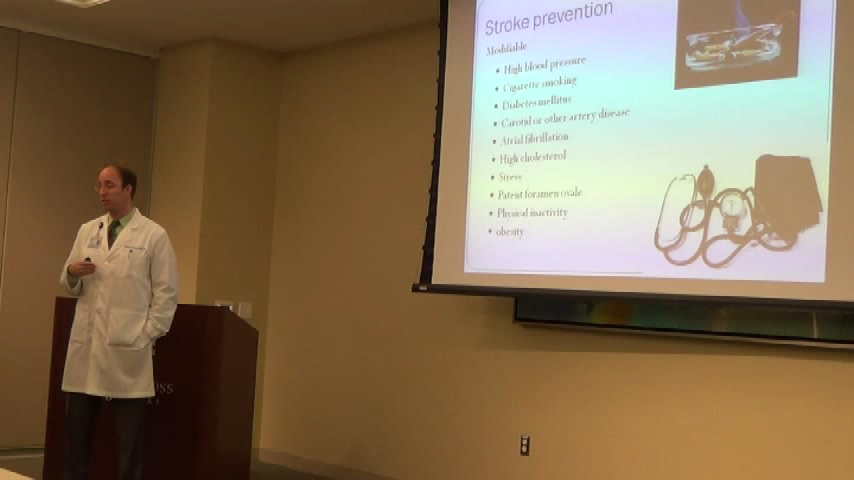 Stroke prevention
Modifiable
• High blood pressure
• Cigarette smoking
• Diabetes mellitus
• Carotid or other artery disease
• Atrial fibrillation
• High cholesterol
• Stress
• Patent foramen ovale
• Physical inactivity
• obesity